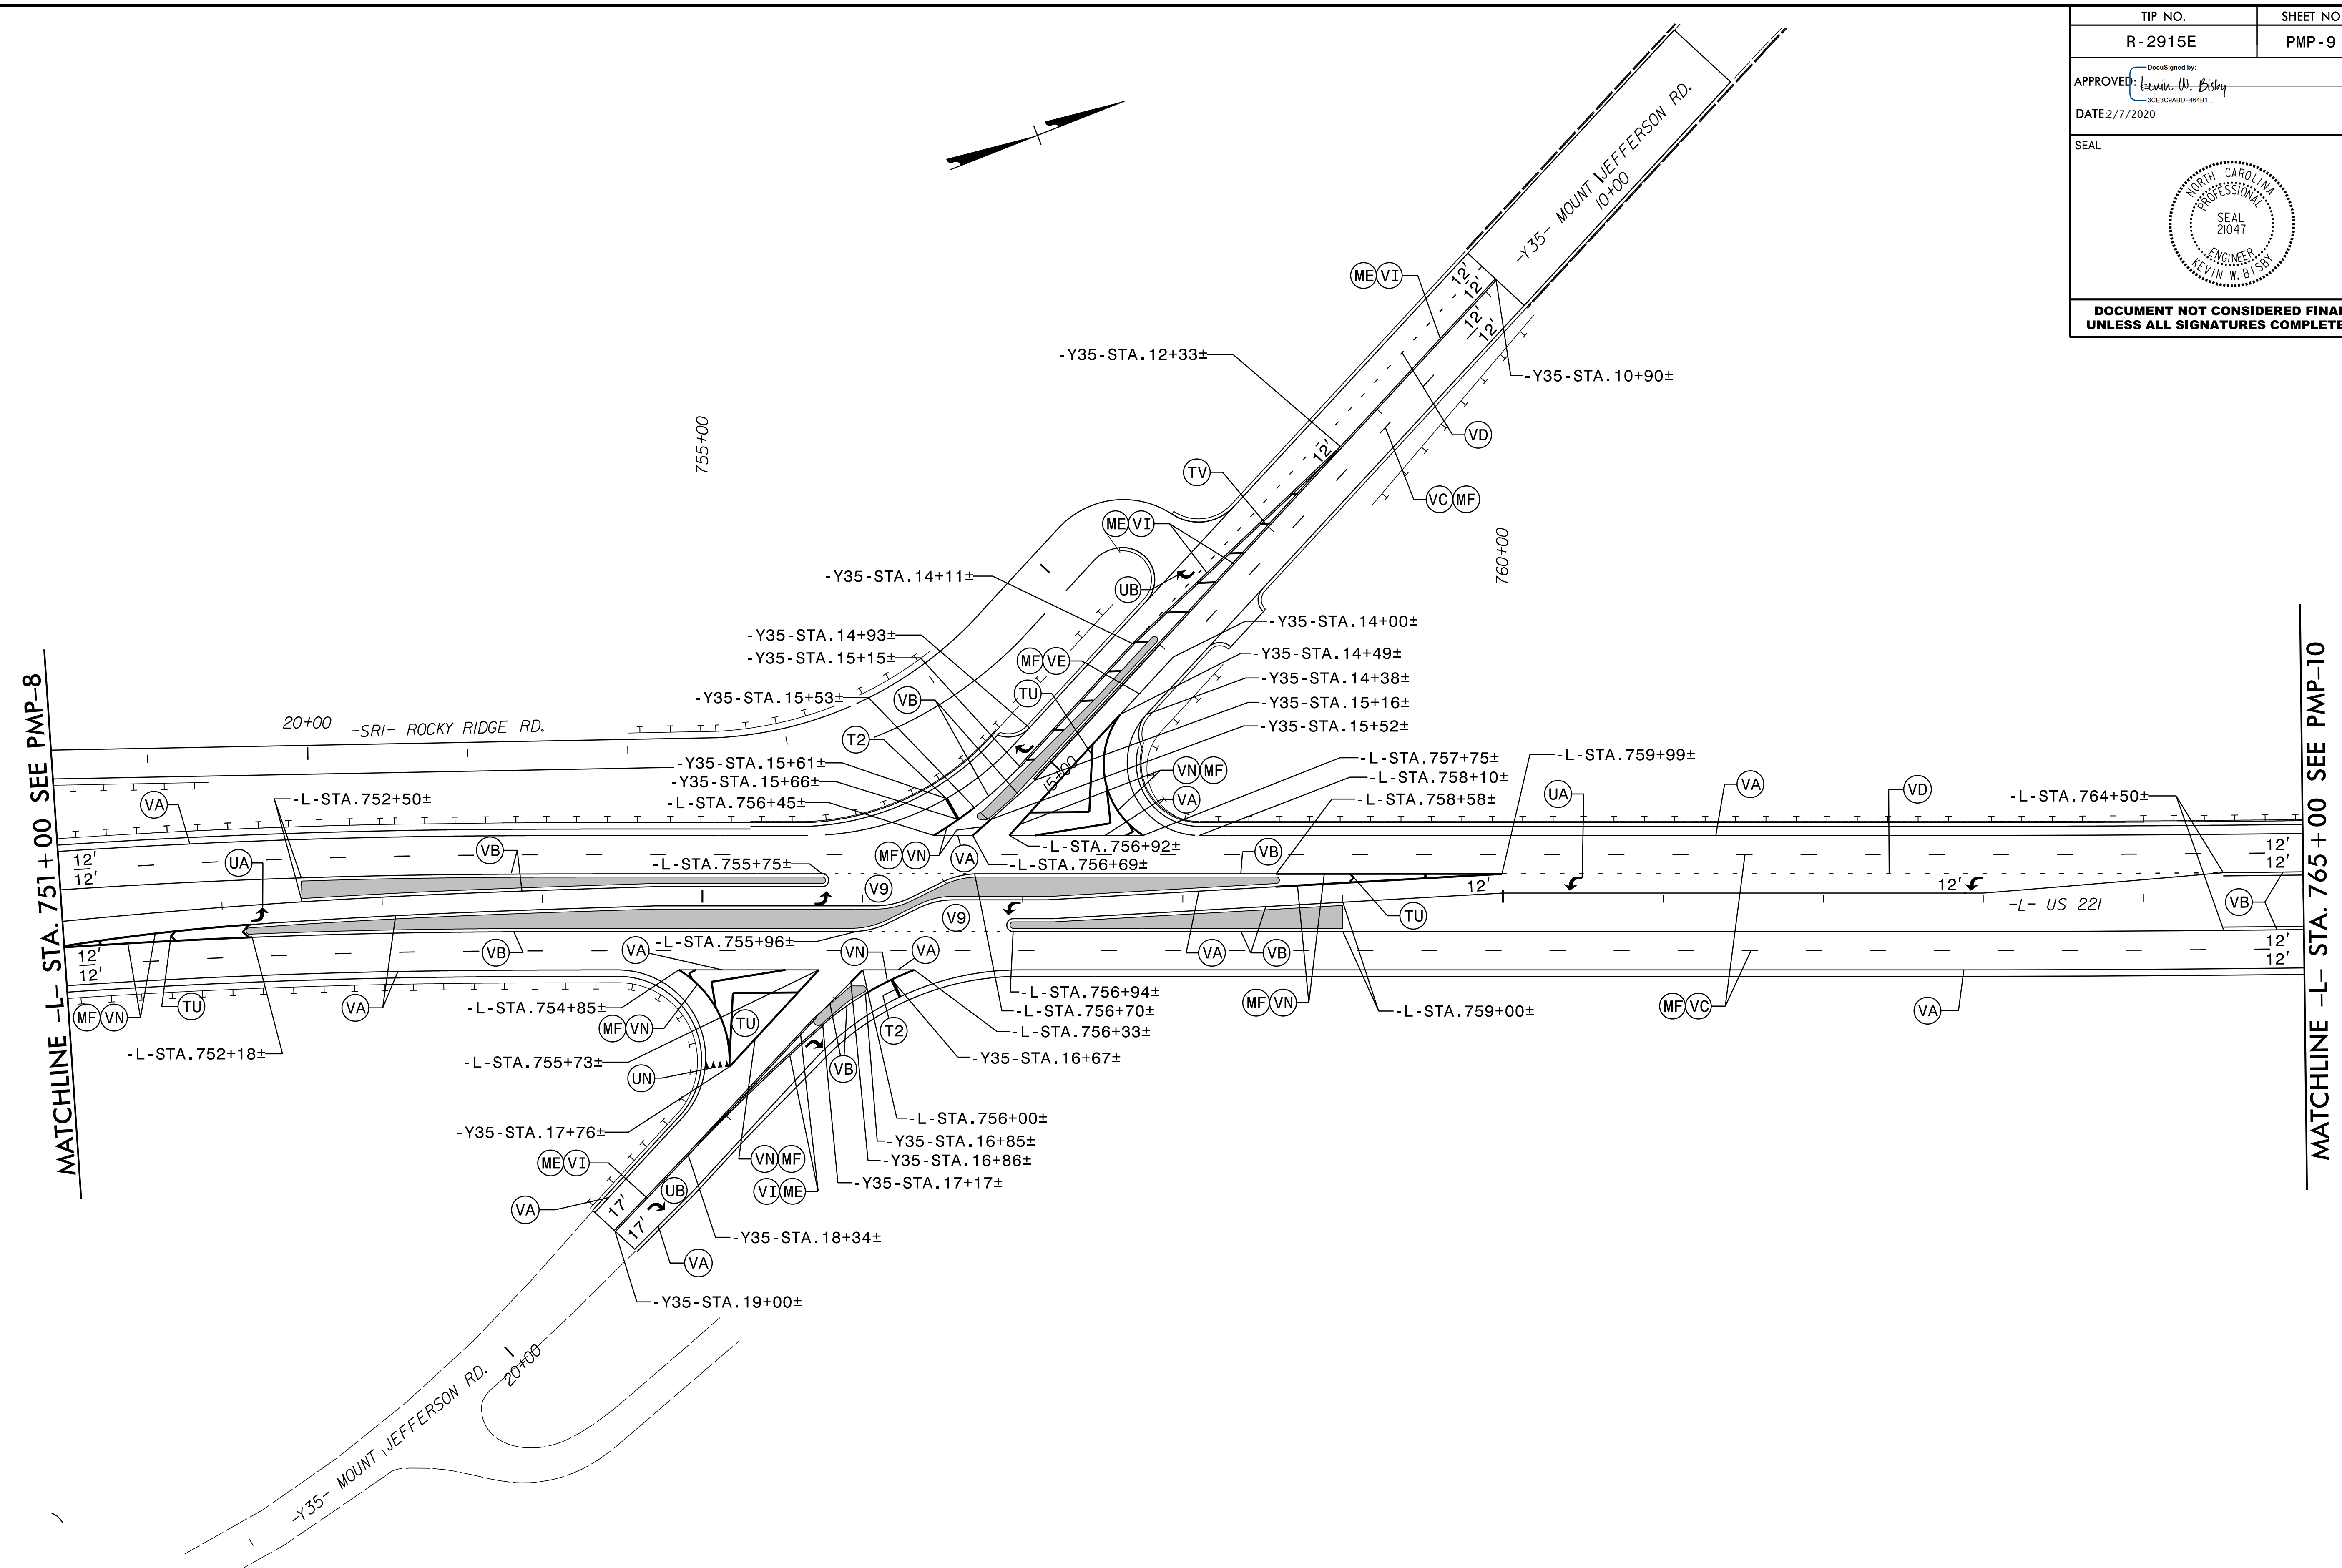 TIP NO.
SHEET NO
R-2915E
PMP-9
APPROVED:
DocuSigned by:
Kevin W. Bisby
3CE3C9ABDF464B1...
DATE:2/7/2020
SEAL
NORTH CAROLINA
PROFESSIONAL
SEAL
21047
ENGINEER
KEVIN W. BISBY
DOCUMENT NOT CONSIDERED FINAL
UNLESS ALL SIGNATURES COMPLETE
-Y35- MOUNT JEFFERSON RD.
10+00
ME VI
12'
12'
12'
12'
-Y35-STA.12+33±
-Y35-STA.10+90±
VD
12'
TV
VC MF
755+00
760+00
ME VI
-Y35-STA.14+11±
UB
-Y35-STA.14+93±
-Y35-STA.15+15±
-Y35-STA.15+53±
MF VE
TU
VB
T2
-Y35-STA.14+00±
-Y35-STA.14+49±
-Y35-STA.14+38±
-Y35-STA.15+16±
-Y35-STA.15+52±
15+00
20+00 -SR1- ROCKY RIDGE RD.
-Y35-STA.15+61±
-Y35-STA.15+66±
-L-STA.756+45±
-L-STA.757+75±
-L-STA.758+10±
-L-STA.758+58±
-L-STA.759+99±
VN MF
VA
UA
VA
VD
-L-STA.764+50±
MATCHLINE -L- STA. 751+00 SEE PMP-8
MATCHLINE -L- STA. 765+00 SEE PMP-10
VA
-L-STA.752+50±
12'
12'
UA
VB
-L-STA.755+75±
MF VN
VA
-L-STA.756+92±
-L-STA.756+69±
VB
V9
V9
12'
12'
12'
12'
-L- US 221
VB
TU
12'
12'
12'
12'
VB
VA
-L-STA.755+96±
VN
VA
VA
VB
MF VN
TU
VA
-L-STA.752+18±
-L-STA.754+85±
MF VN
TU
-L-STA.755+73±
UN
T2
VB
-L-STA.756+94±
-L-STA.756+70±
-L-STA.756+33±
-Y35-STA.16+67±
MF VN
-L-STA.759+00±
MF VC
VA
-Y35-STA.17+76±
-L-STA.756+00±
-Y35-STA.16+85±
-Y35-STA.16+86±
-Y35-STA.17+17±
ME VI
VN MF
VI ME
VA
17'
17'
UB
-Y35-STA.18+34±
VA
-Y35-STA.19+00±
20+00
-Y35- MOUNT JEFFERSON RD.